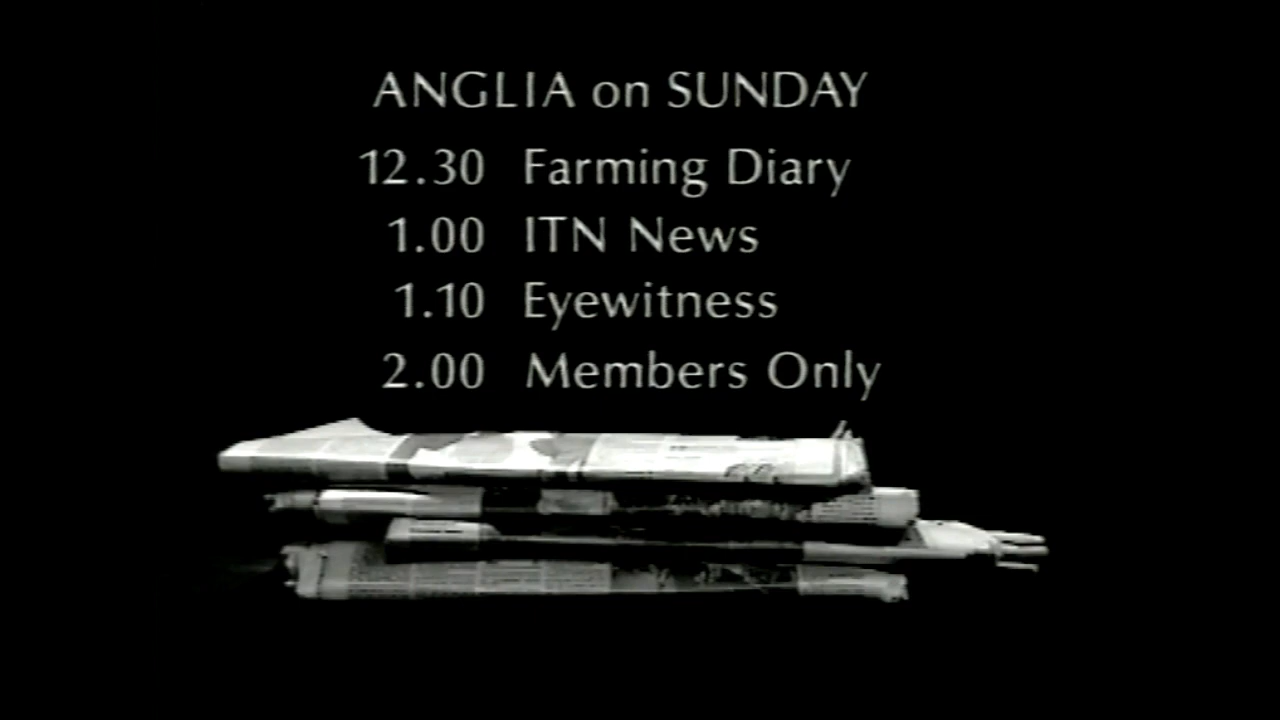 ANGLIA on SUNDAY
12.30 Farming Diary
1.00 ITN News
1.10 Eyewitness
2.00 Members Only